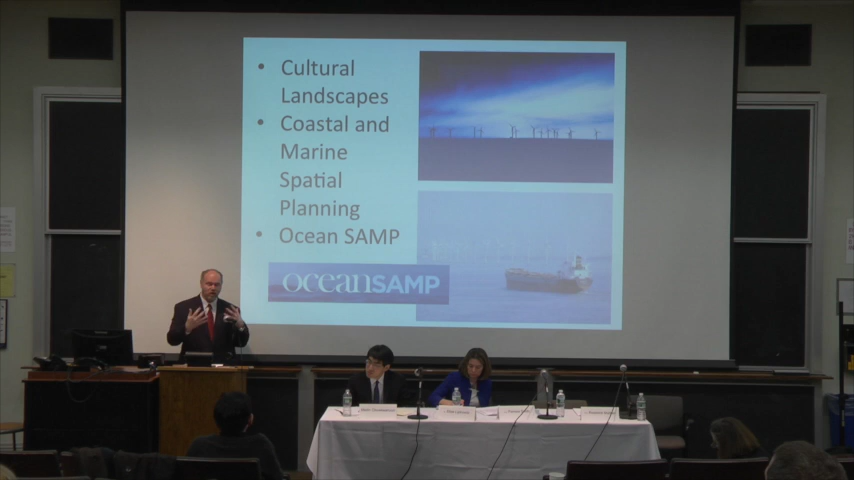 • Cultural
Landscapes
• Coastal and
Marine
Spatial
Planning
• Ocean SAMP
oceanSAMP